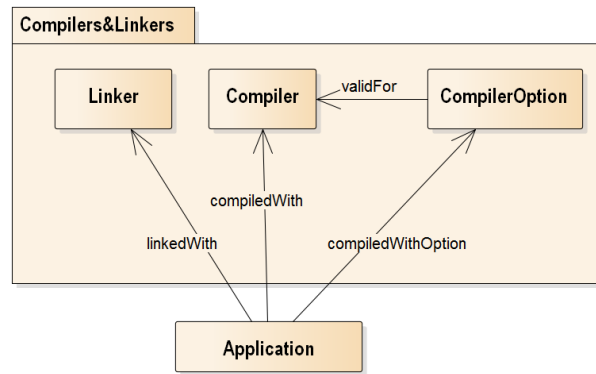 Compilers&Linkers
Linker
Compiler
validFor
CompilerOption
compiledWith
linkedWith
compiledWithOption
Application